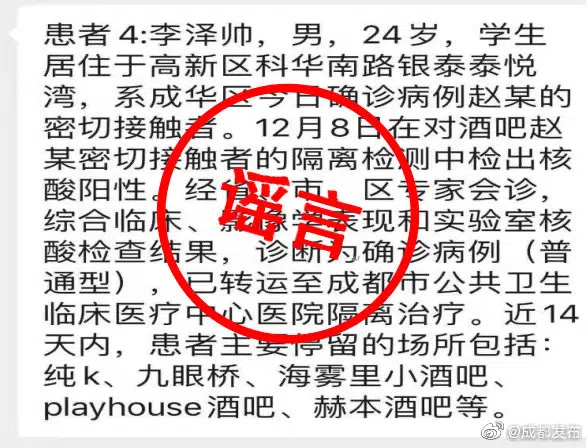 患者 4:李泽帅，男，24 岁，学生
居住于高新区科华南路银泰泰悦
湾，系成华区今日确诊病例赵某的
密切接触者。12月8日在对酒吧赵
某密切接触者的隔离检测中检出核
酸阳性。经省、市、区专家会诊，
综合临床、影像学表现和实验室核
酸检查结果，诊断为确诊病例（普
通型），已转运至成都市公共卫生
临床医疗中心医院隔离治疗。近 14
天内，患者主要停留的场所包括：
纯k、九眼桥、海雾里小酒吧、
playhouse酒吧、赫本酒吧等。
谣言
@成都发布